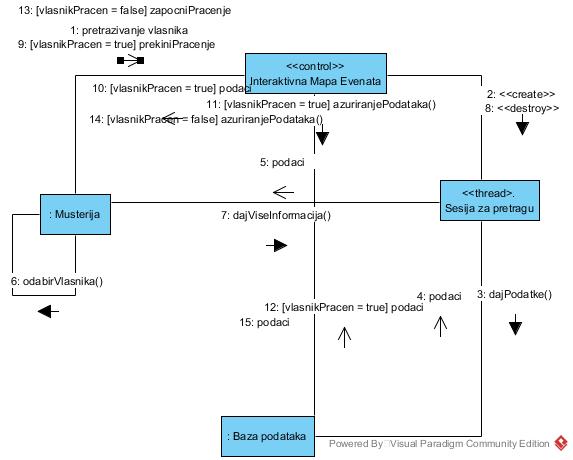 13: [vlasnikPracen = false] zapocniPracenje
1: pretrazivanje vlasnika
9: [vlasnikPracen = true] prekiniPracenje
<<control>>
Interaktivna Mapa Evenata
10: [vlasnikPracen = true] podaci
11: [vlasnikPracen = true] azuriranjePodataka()
14: [vlasnikPracen = false] azuriranjePodataka()
2: <<create>>
8: <<destroy>>
5: podaci
: Musterija
<<thread>>.
Sesija za pretragu
7: dajViseInformacija()
6: odabirVlasnika()
12: [vlasnikPracen = true] podaci
15: podaci
4: podaci
3: dajPodatke()
: Baza podataka
Powered By Visual Paradigm Community Edition